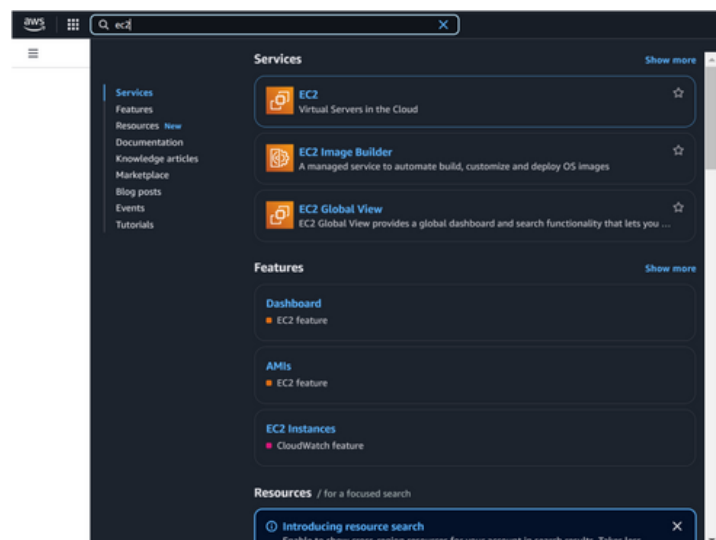 aws
ec2
Services
Features
Resources New
Documentation
Knowledge articles
Marketplace
Blog posts
Events
Tutorials
Services Show more
EC2
Virtual Servers in the Cloud
EC2 Image Builder
A managed service to automate build, customize and deploy OS images
EC2 Global View
EC2 Global View provides a global dashboard and search functionality that lets you ...
Features Show more
Dashboard
EC2 feature
AMIs
EC2 feature
EC2 Instances
CloudWatch feature
Resources / for a focused search
Introducing resource search